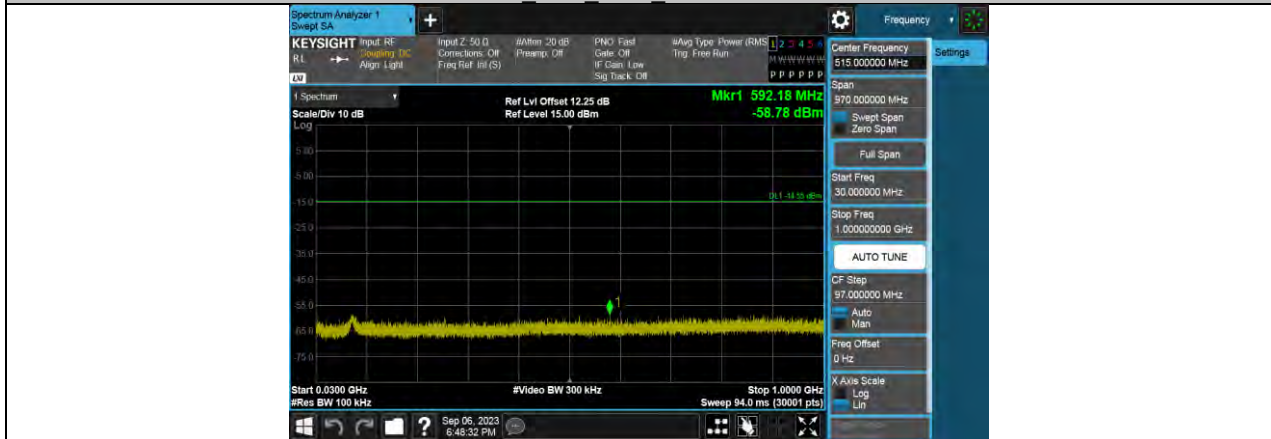 Spectrum Analyzer 1
Swept SA
+
Frequency
KEYSIGHT Input: RF
RL
Coupling: DC
Align: Light
LXI
Input Z: 50 Ω
Corrections: Off
Freq Ref: Int (S)
#Atten: 20 dB
Preamp: Off
PNO: Fast
Gate: Off
IF Gain: Low
Sig Track: Off
#Avg Type: Power (RMS
Trig: Free Run
1 2 3 4 5 6
M W W W W W
P P P P P P
1 Spectrum
Scale/Div 10 dB
Log
Ref Lvl Offset 12.25 dB
Ref Level 15.00 dBm
Mkr1 592.18 MHz
-58.78 dBm
5.00
-5.00
-15.0
-25.0
-35.0
-45.0
-55.0
-65.0
-75.0
1
Start 0.0300 GHz
#Res BW 100 kHz
#Video BW 300 kHz
Stop 1.0000 GHz
Sweep 94.0 ms (30001 pts)
Center Frequency
515.000000 MHz
Settings
Span
970.000000 MHz
Swept Span
Zero Span
Full Span
Start Freq
30.000000 MHz
Stop Freq
1.000000000 GHz
AUTO TUNE
CF Step
97.000000 MHz
Auto
Man
Freq Offset
0 Hz
X Axis Scale
Log
Lin
?
Sep 06, 2023
6:48:32 PM